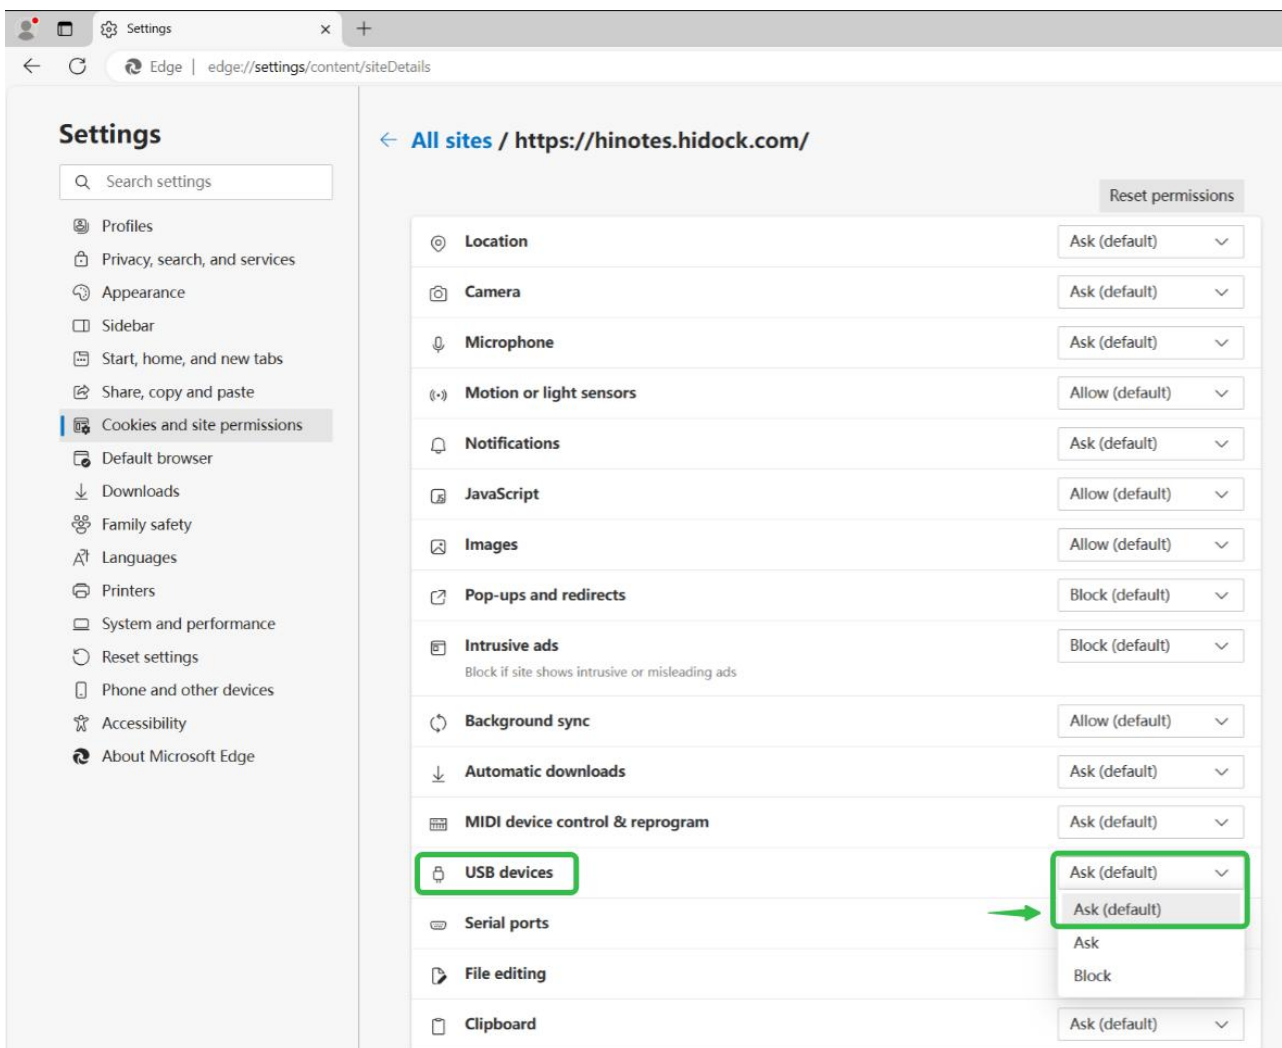 Settings
Edge | edge://settings/content/siteDetails
Settings
Search settings
Profiles
Privacy, search, and services
Appearance
Sidebar
Start, home, and new tabs
Share, copy and paste
Cookies and site permissions
Default browser
Downloads
Family safety
Languages
Printers
System and performance
Reset settings
Phone and other devices
Accessibility
About Microsoft Edge
All sites / https://hinotes.hidock.com/
Reset permissions
Location Ask (default)
Camera Ask (default)
Microphone Ask (default)
Motion or light sensors Allow (default)
Notifications Ask (default)
JavaScript Allow (default)
Images Allow (default)
Pop-ups and redirects Block (default)
Intrusive ads Block (default)
Block if site shows intrusive or misleading ads
Background sync Allow (default)
Automatic downloads Ask (default)
MIDI device control & reprogram Ask (default)
USB devices Ask (default)
Ask (default)
Serial ports
Ask
File editing
Block
Clipboard Ask (default)